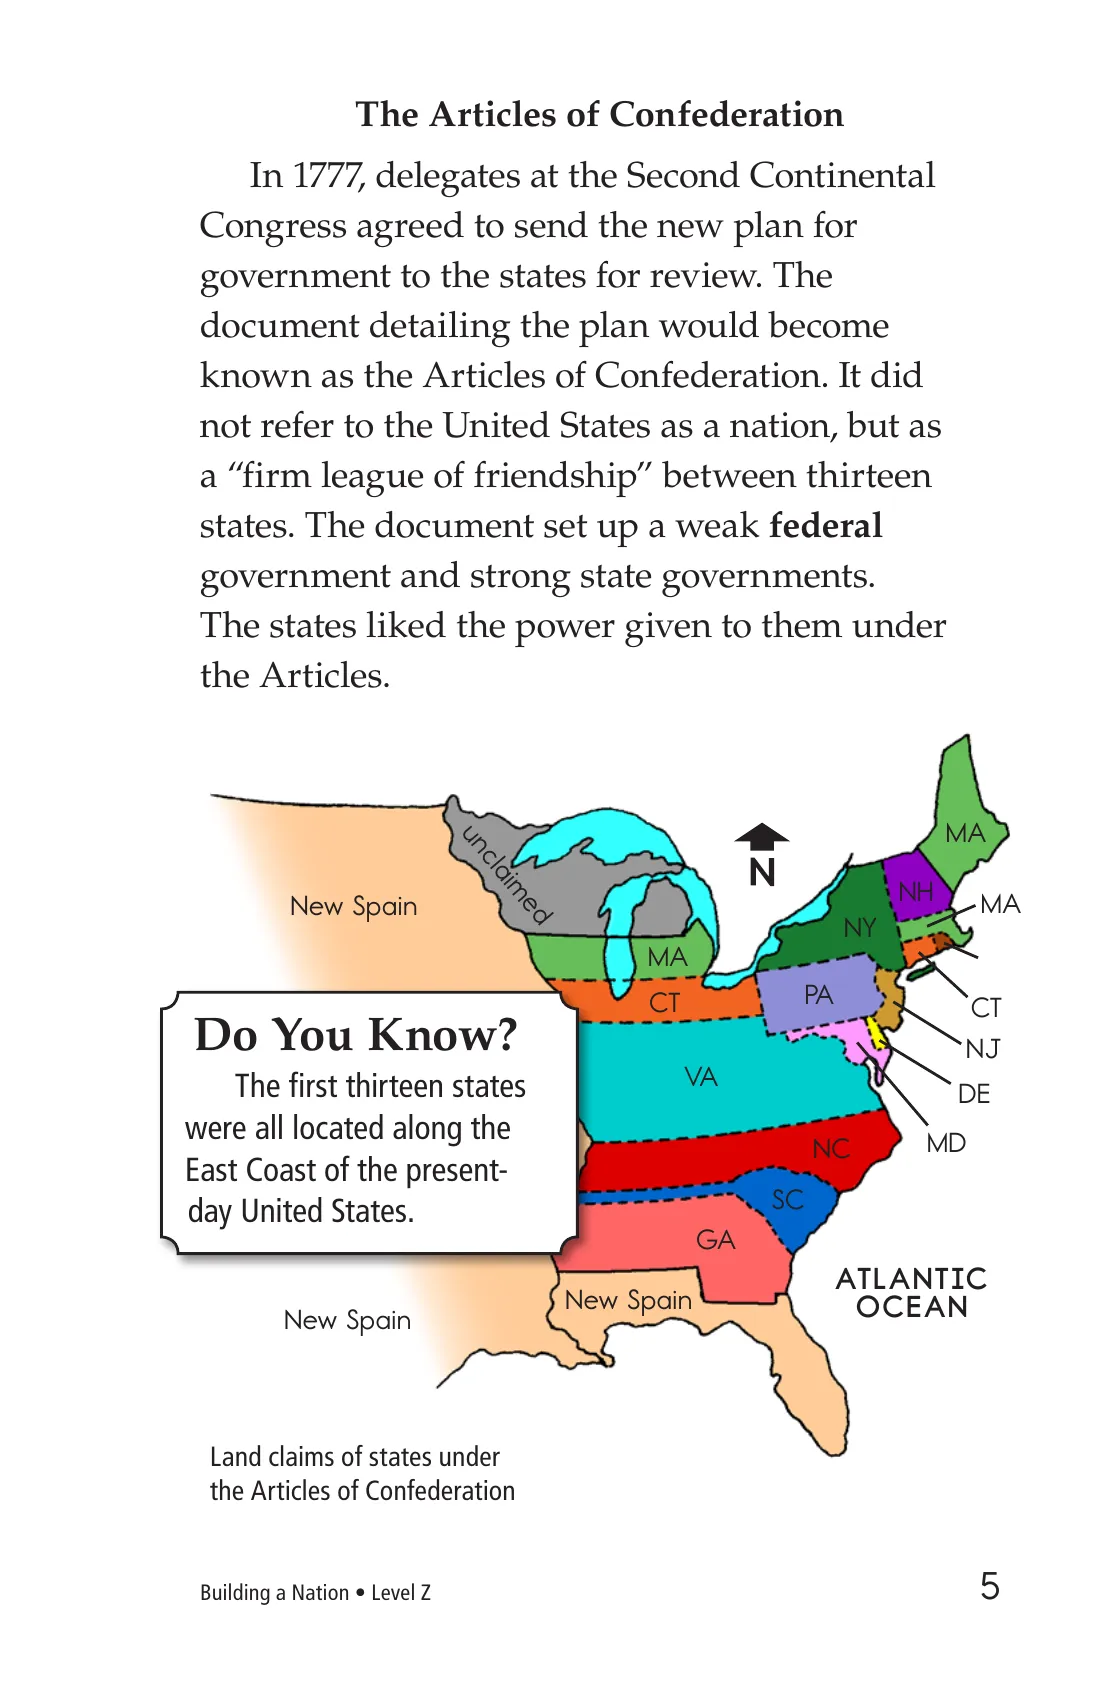 The Articles of Confederation
In 1777, delegates at the Second Continental
Congress agreed to send the new plan for
government to the states for review. The
document detailing the plan would become
known as the Articles of Confederation. It did
not refer to the United States as a nation, but as
a “firm league of friendship” between thirteen
states. The document set up a weak federal
government and strong state governments.
The states liked the power given to them under
the Articles.
MA
unclaimed
N
NH
New Spain
MA
NY
MA
PA
CT
CT
Do You Know?
The first thirteen states
were all located along the
East Coast of the present-
day United States.
NJ
VA
DE
MD
NC
SC
GA
ATLANTIC
OCEAN
New Spain
New Spain
Land claims of states under
the Articles of Confederation
Building a Nation • Level Z
5